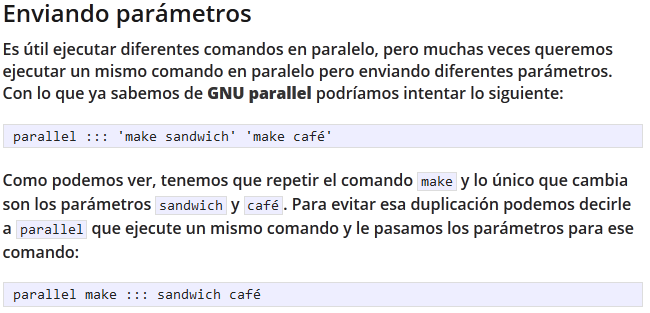 Enviando parámetros
Es útil ejecutar diferentes comandos en paralelo, pero muchas veces queremos
ejecutar un mismo comando en paralelo pero enviando diferentes parámetros.
Con lo que ya sabemos de GNU parallel podríamos intentar lo siguiente:
parallel ::: 'make sandwich' 'make café'
Como podemos ver, tenemos que repetir el comando make y lo único que cambia
son los parámetros sandwich y café. Para evitar esa duplicación podemos decirle
a parallel que ejecute un mismo comando y le pasamos los parámetros para ese
comando:
parallel make ::: sandwich café